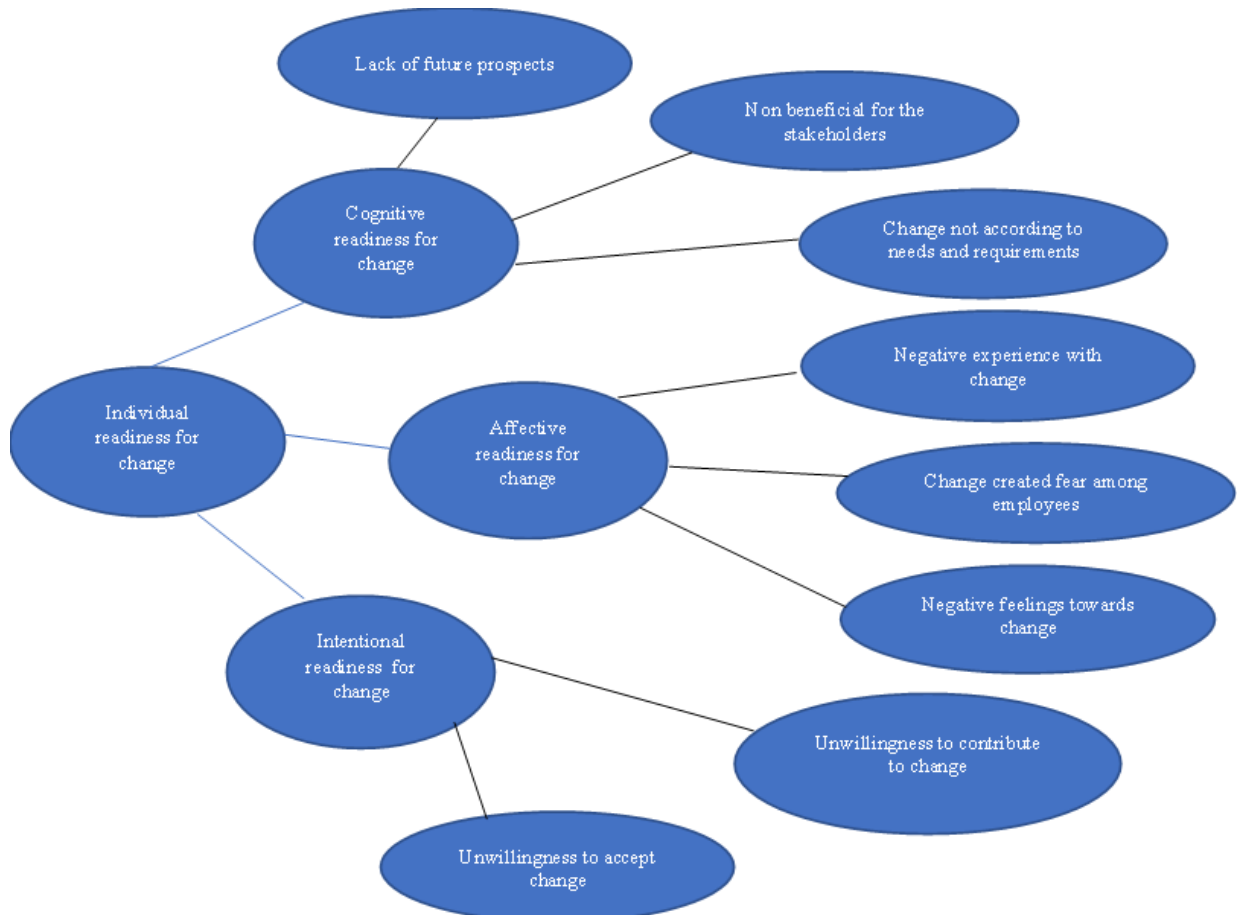 Lack of future prospects
Non beneficial for the
stakeholders
Cognitive
readiness for
change
Change not according to
needs and requirements
Negative experience with
change
Individual
readiness for
change
Affective
readiness for
change
Change created fear among
employees
Negative feelings towards
change
Intentional
readiness for
change
Unwillingness to contribute
to change
Unwillingness to accept
change